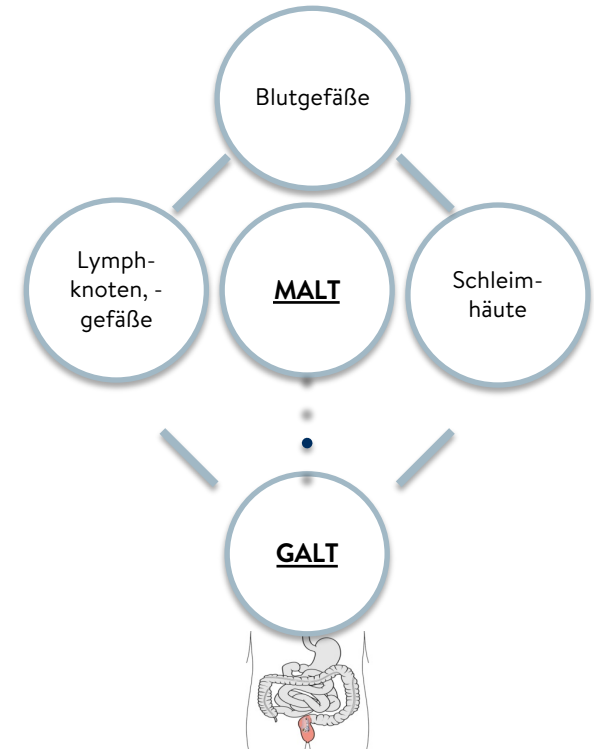 Blutgefäße
Lymph-
knoten, -
gefäße
MALT
Schleim-
häute
GALT